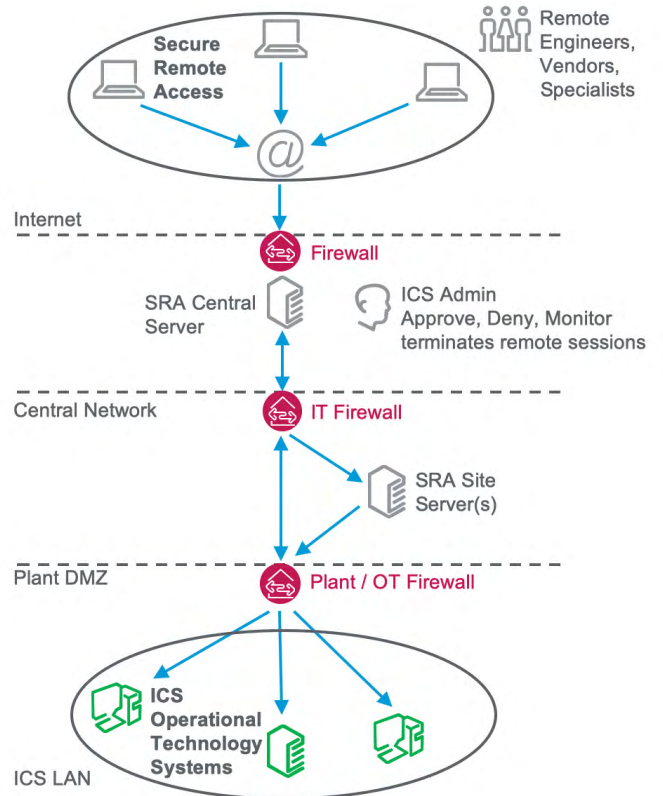 Secure
Remote
Access
Remote
Engineers,
Vendors,
Specialists
@
Internet
Firewall
SRA Central
Server
ICS Admin
Approve, Deny, Monitor
terminates remote sessions
Central Network
IT Firewall
SRA Site
Server(s)
Plant DMZ
Plant / OT Firewall
ICS
Operational
Technology
Systems
ICS LAN